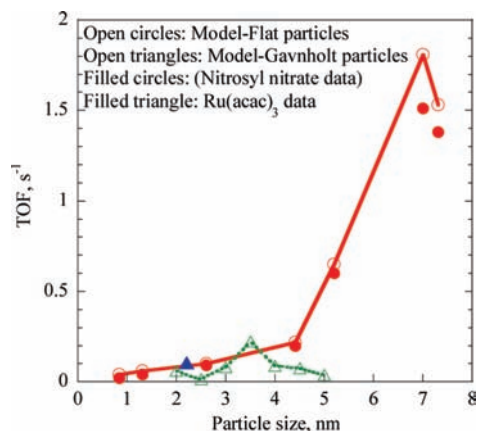 Open circles: Model-Flat particles
Open triangles: Model-Gavnholt particles
Filled circles: (Nitrosyl nitrate data)
Filled triangle: Ru(acac)3 data
TOF, s-1
2
1.5
1
0.5
0
0 1 2 3 4 5 6 7 8
Particle size, nm